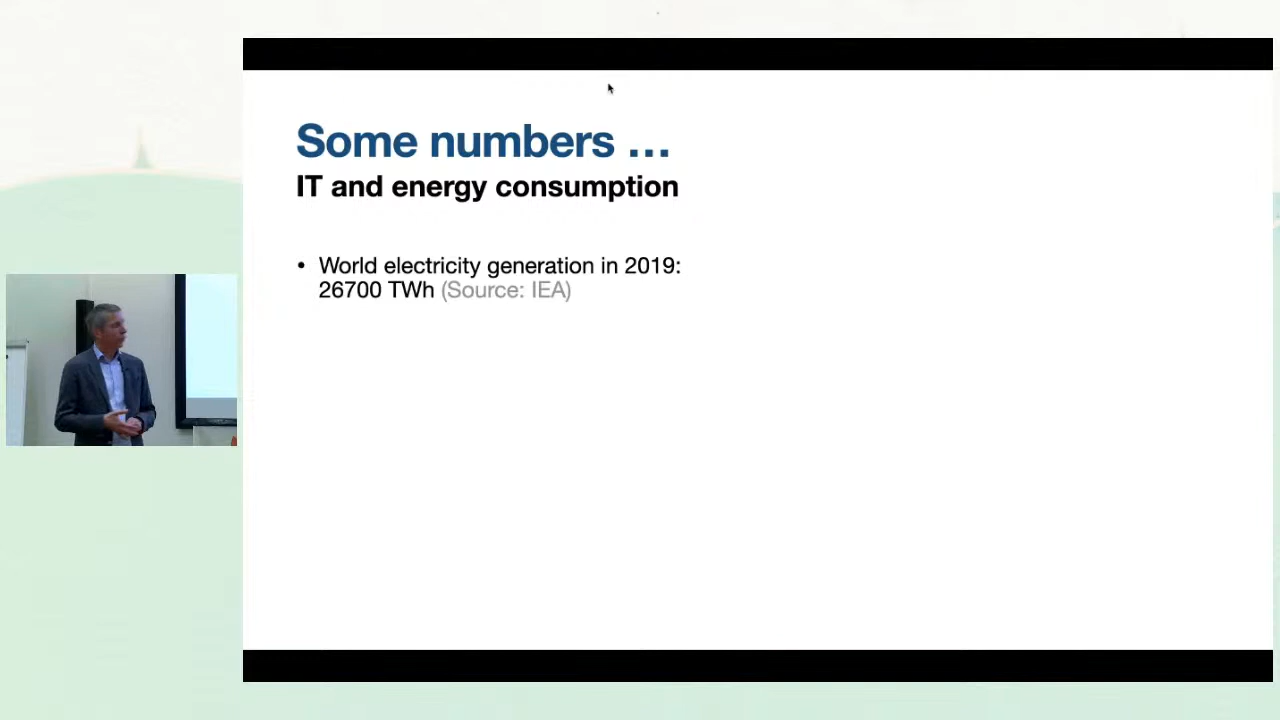 Some numbers …
IT and energy consumption
• World electricity generation in 2019:
26700 TWh (Source: IEA)